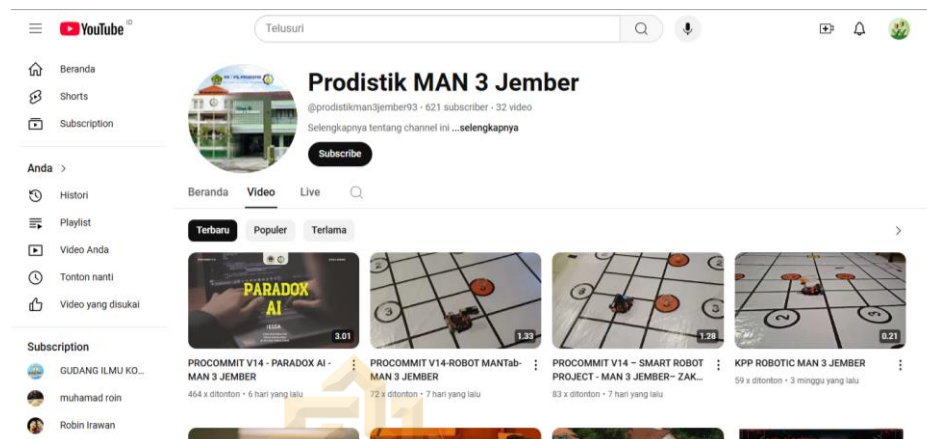 YouTube ID
Telusuri
Beranda
Shorts
Subscription
Anda >
Histori
Playlist
Video Anda
Tonton nanti
Video yang disukai
Subscription
GUDANG ILMU KO...
muhamad roin
Robin Irawan
Prodistik MAN 3 Jember
@prodistikman3jember93 · 621 subscriber · 32 video
Selengkapnya tentang channel ini ...selengkapnya
Subscribe
Beranda Video Live
Terbaru Populer Terlama
PARADOX
AI
3.01
PROCOMMIT V14 - PARADOX AI -
MAN 3 JEMBER
464 x ditonton • 6 hari yang lalu
3
1.33
PROCOMMIT V14-ROBOT MANTab-
MAN 3 JEMBER
72 x ditonton • 7 hari yang lalu
3
1.28
PROCOMMIT V14 – SMART ROBOT
PROJECT - MAN 3 JEMBER– ZAK...
83 x ditonton • 7 hari yang lalu
2
0.21
KPP ROBOTIC MAN 3 JEMBER
59 x ditonton • 3 minggu yang lalu